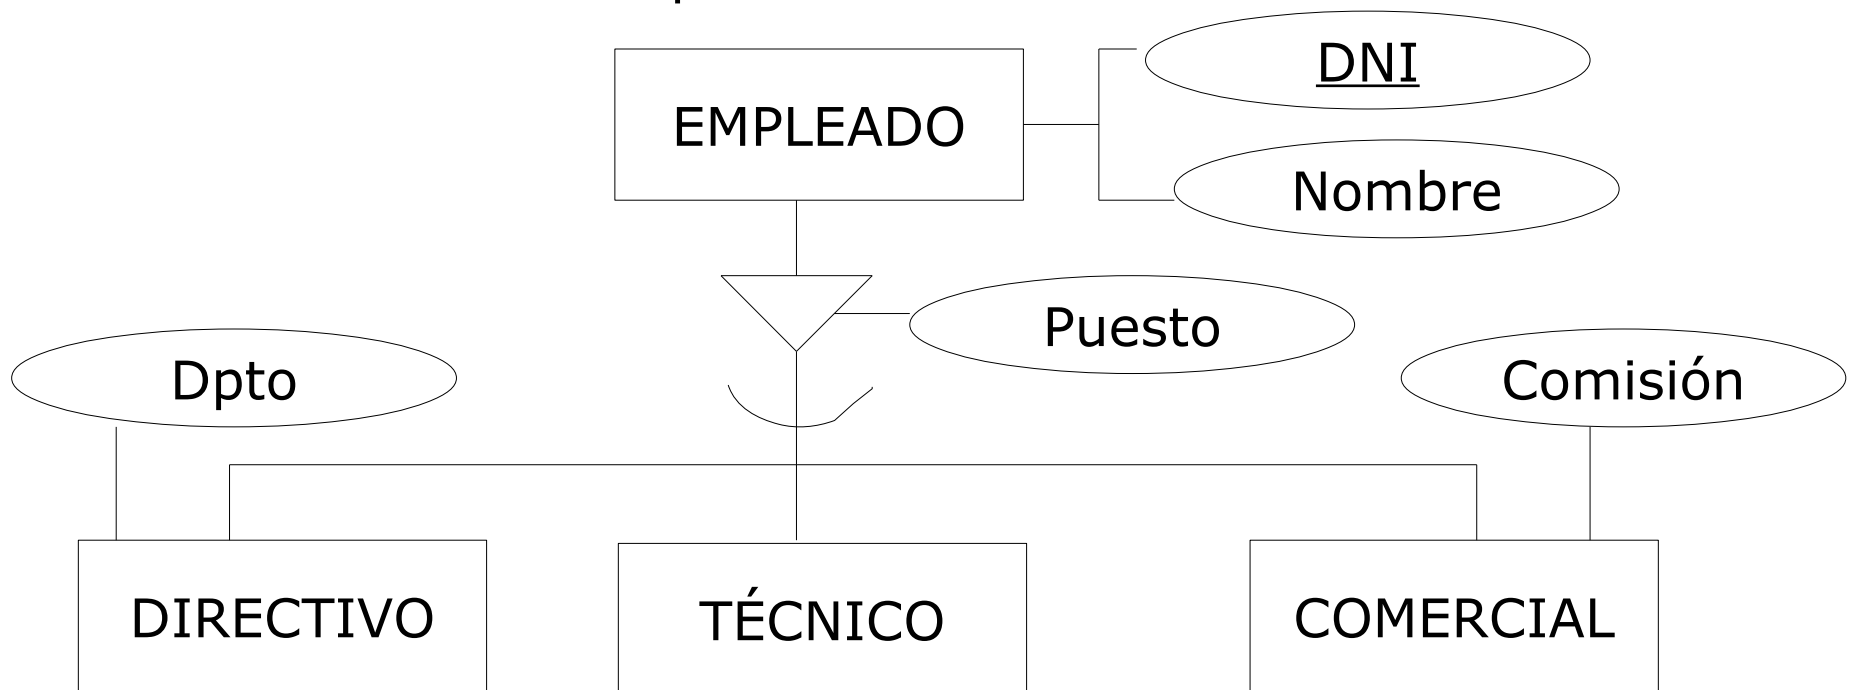 DNI
EMPLEADO
Nombre
Puesto
Dpto
Comisión
DIRECTIVO
TÉCNICO
COMERCIAL